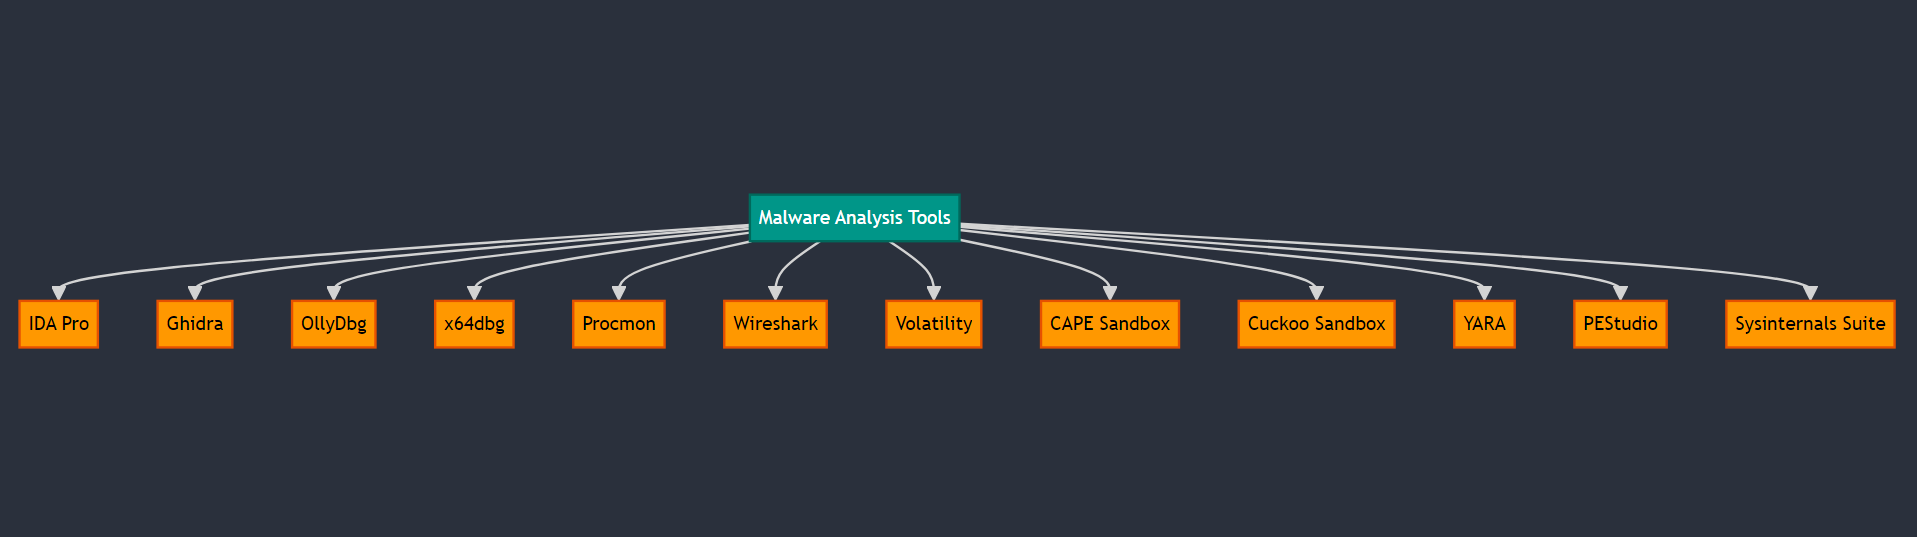 Malware Analysis Tools
IDA Pro
Ghidra
OllyDbg
x64dbg
Procmon
Wireshark
Volatility
CAPE Sandbox
Cuckoo Sandbox
YARA
PEStudio
Sysinternals Suite